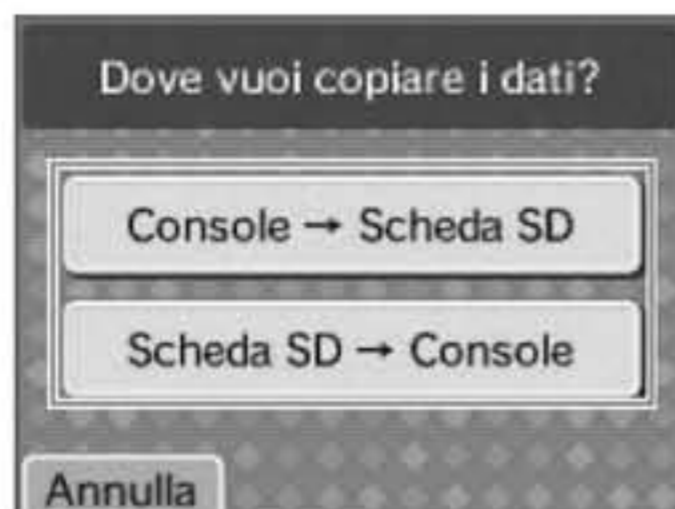 Dove vuoi copiare i dati?
Console → Scheda SD
Scheda SD → Console
Annulla